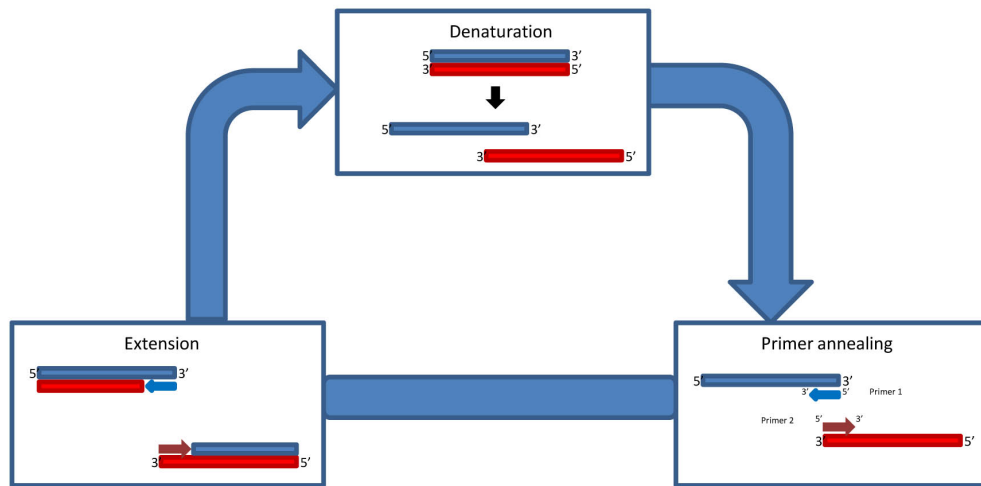 Denaturation
5' 3'
3' 5'
5 3'
3 5'
Extension
5' 3'
3' 5'
Primer annealing
5' 3'
3' 5' Primer 1
Primer 2 5' 3'
3 5'